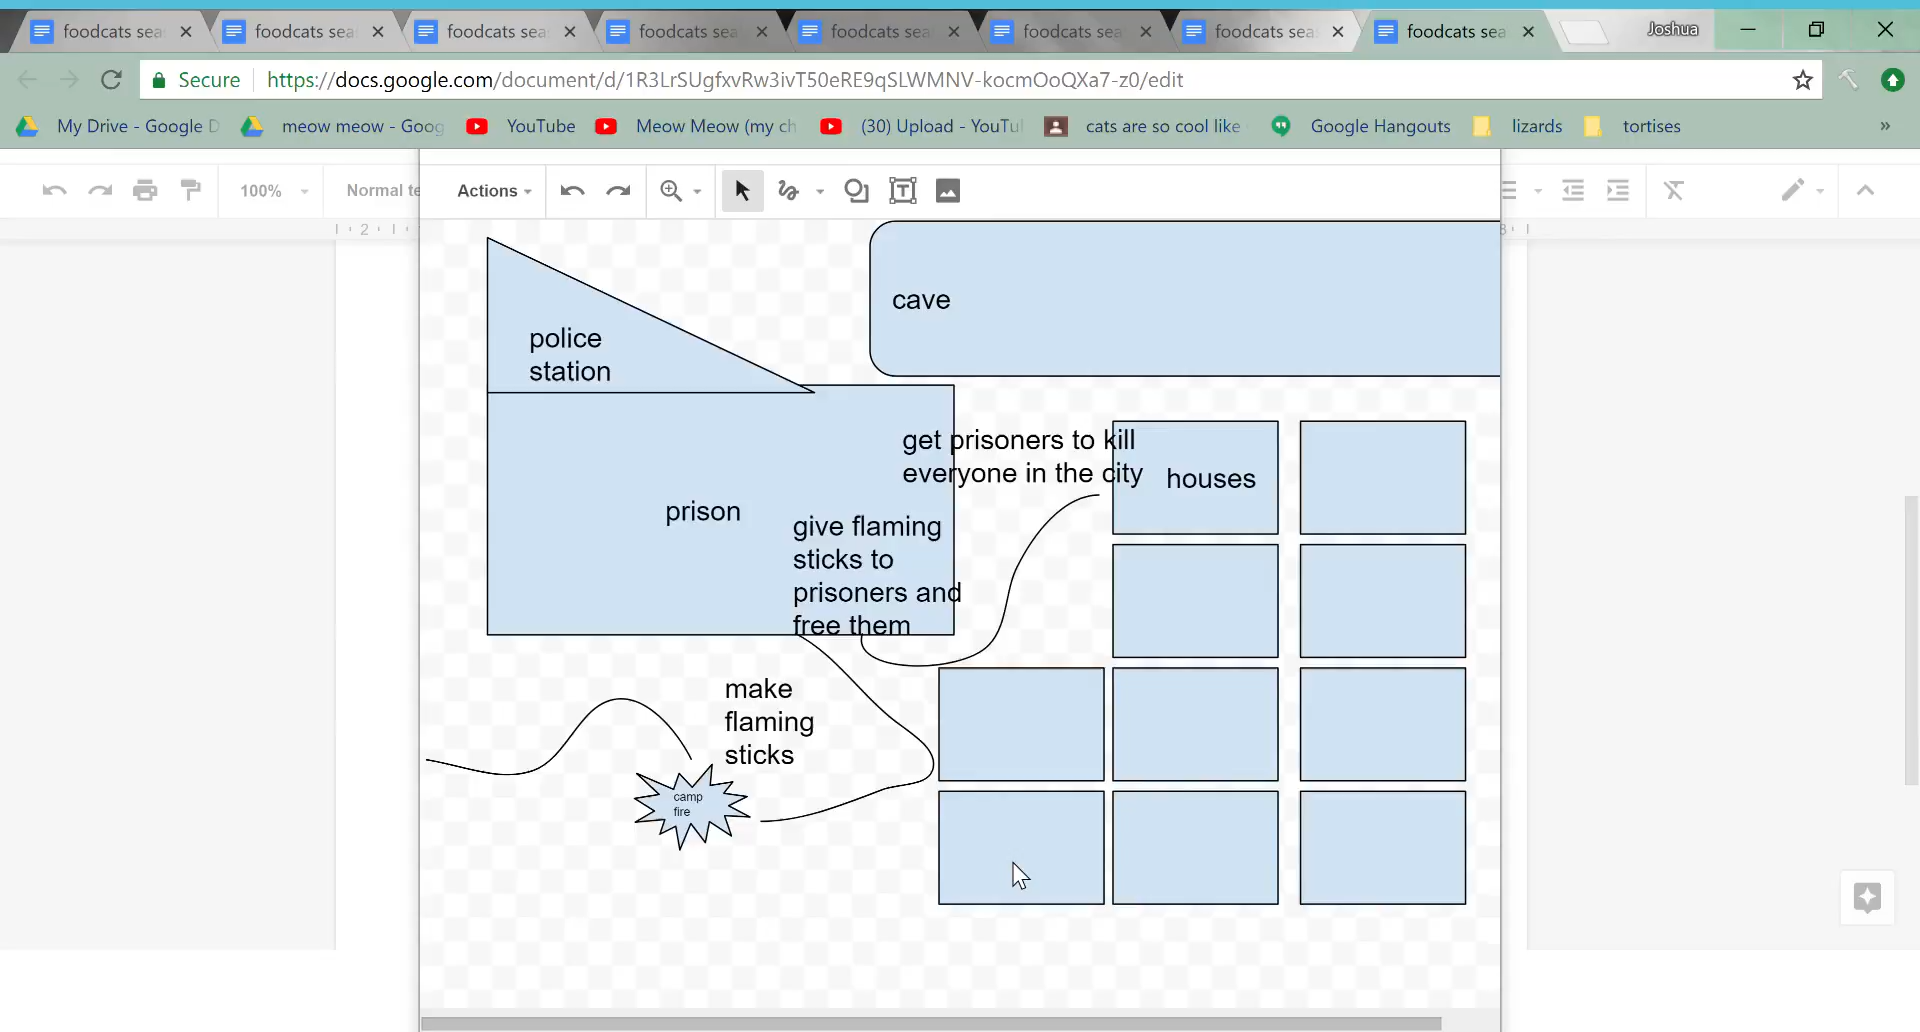 foodcats sea
foodcats sea
foodcats sea
foodcats sea
foodcats sea
foodcats sea
foodcats sea
foodcats sea
Joshua
Secure
https://docs.google.com/document/d/1R3LrSUgfxvRw3ivT50eRE9qSLWMNV-kocmOoQXa7-z0/edit
My Drive - Google D
meow meow - Goog
YouTube
Meow Meow (my ch
(30) Upload - YouTu
cats are so cool like
Google Hangouts
lizards
tortises
»
100%
Normal te
Actions
2
8
cave
police
station
get prisoners to kill
everyone in the city
houses
prison
give flaming
sticks to
prisoners and
free them
make
flaming
sticks
camp
fire